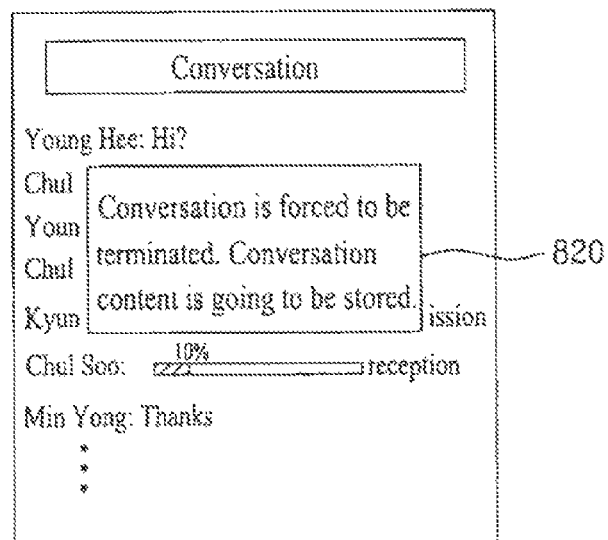 Conversation
Young Hee: Hi?
Chul
Conversation is forced to be
Youn
terminated. Conversation
820
Chul
content is going to be stored.
Kyun
ission
10%
Chul Soo: reception
Min Yong: Thanks